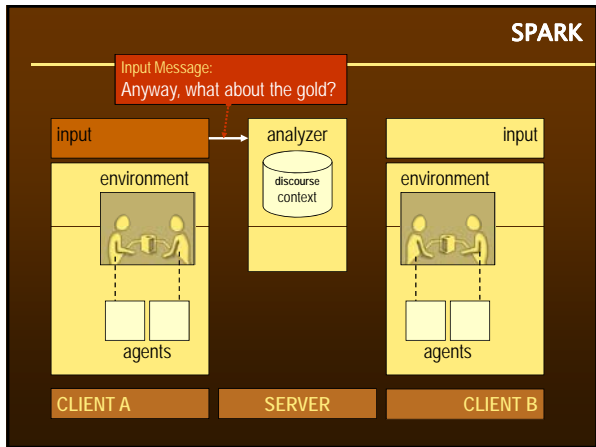 SPARK
Input Message:
Anyway, what about the gold?
input
analyzer
input
discourse
context
environment
environment
agents
agents
CLIENT A
SERVER
CLIENT B